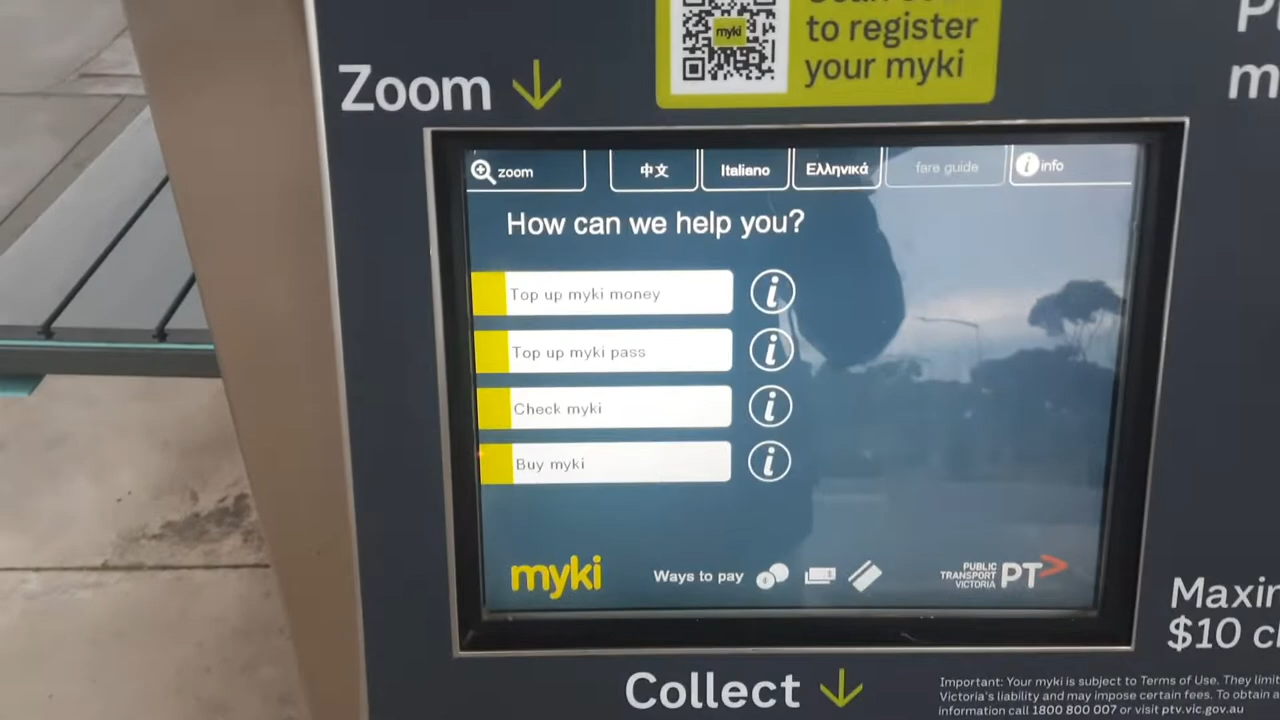 to register
your myki
myki
Zoom
zoom
中文
Italiano
Ελληνικά
fare guide
info
How can we help you?
Top up myki money
i
Top up myki pass
i
Check myki
i
Buy myki
i
myki
Ways to pay
PUBLIC
TRANSPORT
VICTORIA
PT
$10
Collect
Important: Your myki is subject to Terms of Use. They
Victoria's liability and may impose certain fees. To obtain
information call 1800 800 007 or visit ptv.vic.gov.au